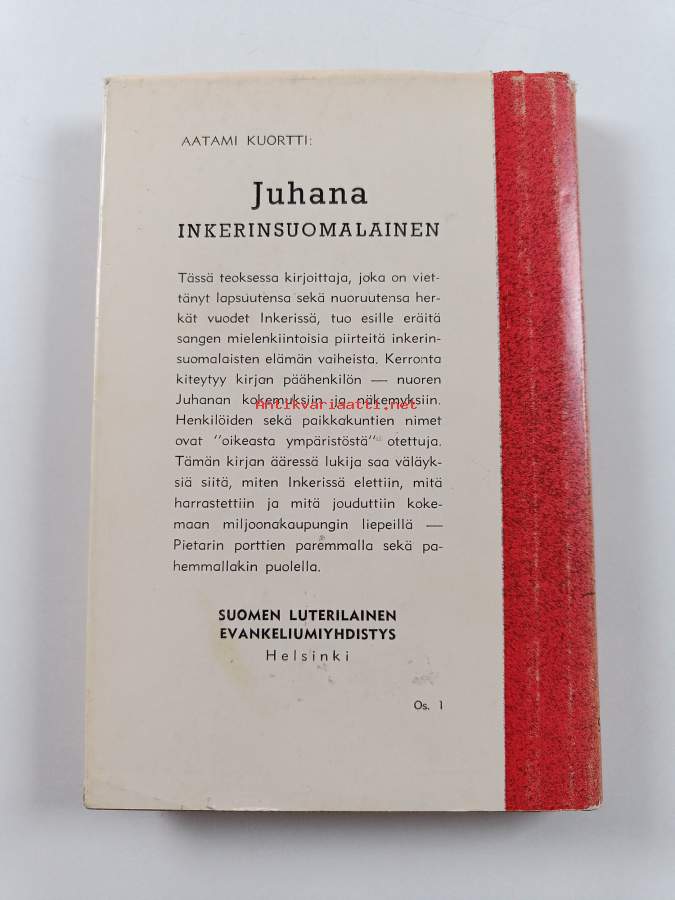 AATAMI KUORTTI:
Juhana
INKERINSUOMALAINEN
Tässä teoksessa kirjoittaja, joka on viet-
tänyt lapsuutensa sekä nuoruutensa her-
kät vuodet Inkerissä, tuo esille eräitä
sangen mielenkiintoisia piirteitä inkerin-
suomalaisten elämän vaiheista. Kerronta
kiteytyy kirjan päähenkilön — nuoren
Juhanan kokemuksiin ja näkemyksiin.
Antikvariaatti.net
Henkilöiden sekä paikkakuntien nimet
ovat ”oikeasta ympäristöstä” otettuja.
Tämän kirjan ääressä lukija saa väläyk-
siä siitä, miten Inkerissä elettiin, mitä
harrastettiin ja mitä jouduttiin koke-
maan miljoonakaupungin liepeillä —
Pietarin porttien paremmalla sekä pa-
hemmallakin puolella.
SUOMEN LUTERILAINEN
EVANKELIUMIYHDISTYS
Helsinki
Os. 1